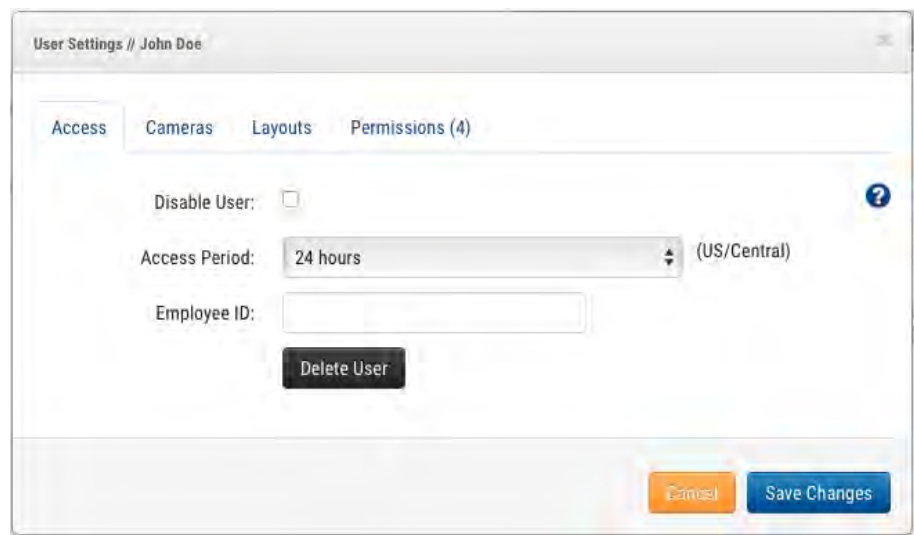 User Settings // John Doe
Access Cameras Layouts Permissions (4)
Disable User:
Access Period: 24 hours (US/Central)
Employee ID:
Delete User
Cancel Save Changes